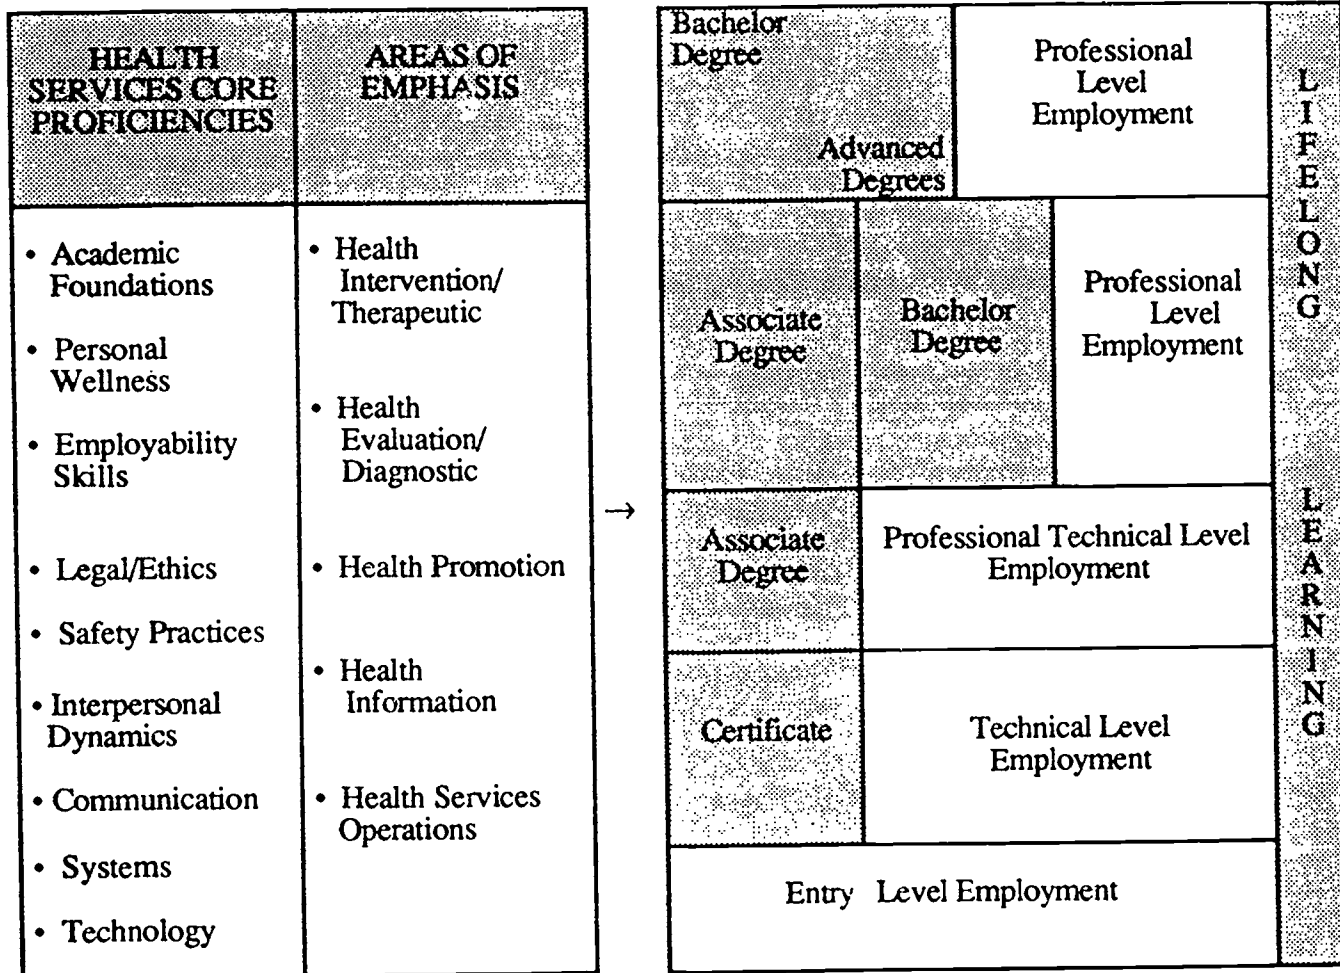 HEALTH
SERVICES CORE
PROFICIENCIES
• Academic
Foundations
• Personal
Wellness
• Employability
Skills
• Legal/Ethics
• Safety Practices
• Interpersonal
Dynamics
• Communication
• Systems
• Technology
AREAS OF
EMPHASIS
• Health
Intervention/
Therapeutic
• Health
Evaluation/
Diagnostic
• Health Promotion
• Health
Information
• Health Services
Operations
→
Bachelor
Degree
Advanced
Degrees
Professional
Level
Employment
Associate
Degree
Bachelor
Degree
Professional
Level
Employment
Associate
Degree
Professional Technical Level
Employment
Certificate
Technical Level
Employment
Entry Level Employment
LIFELONG
LEARNING